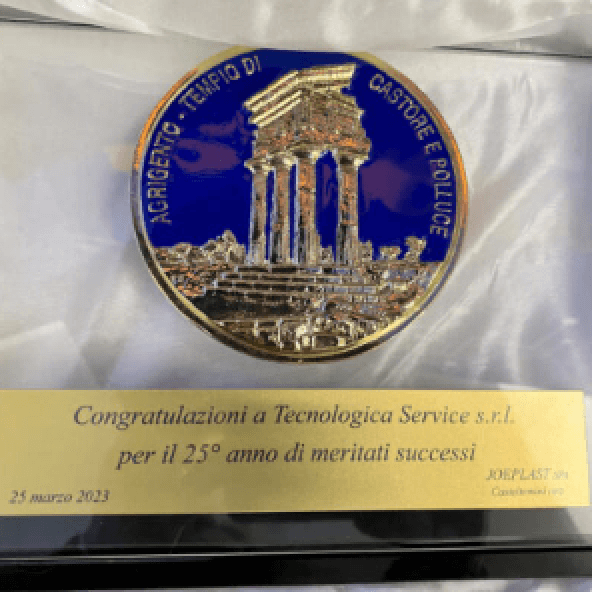 AGRIGENTO - TEMPIO DI CASTORE E POLLUCE
Congratulazioni a Tecnologica Service s.r.l.
per il 25° anno di meritati successi
JOEPLAST spa
25 marzo 2023